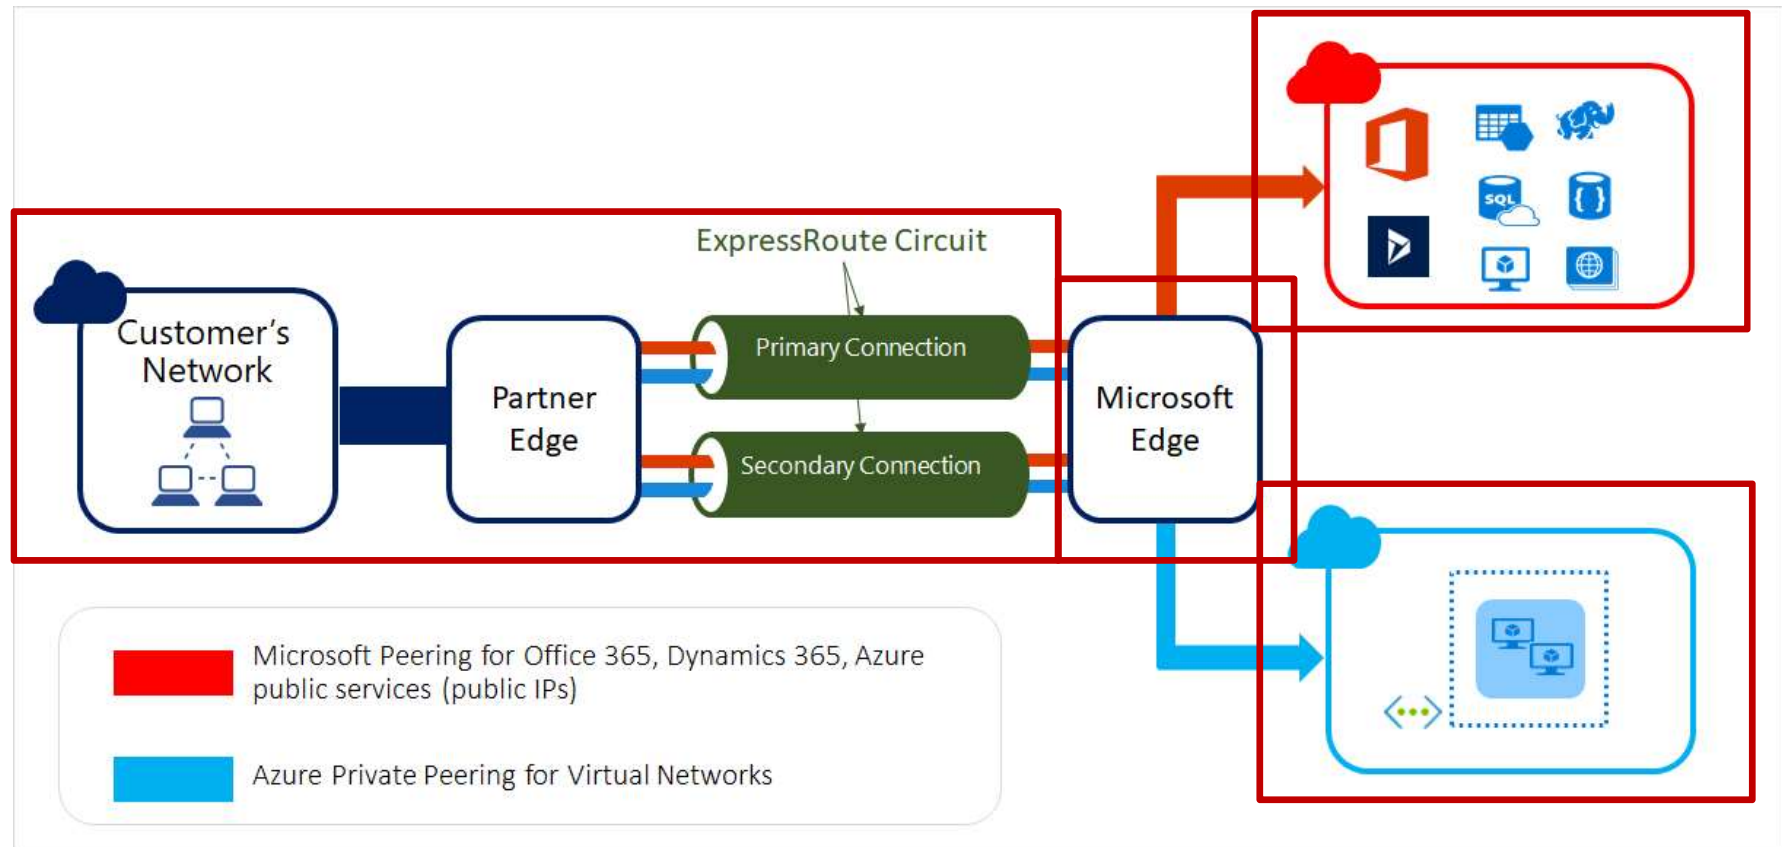 ExpressRoute Circuit
Customer's
Network
Partner
Edge
Primary Connection
Secondary Connection
Microsoft
Edge
SQL
Microsoft Peering for Office 365, Dynamics 365, Azure
public services (public IPs)
Azure Private Peering for Virtual Networks